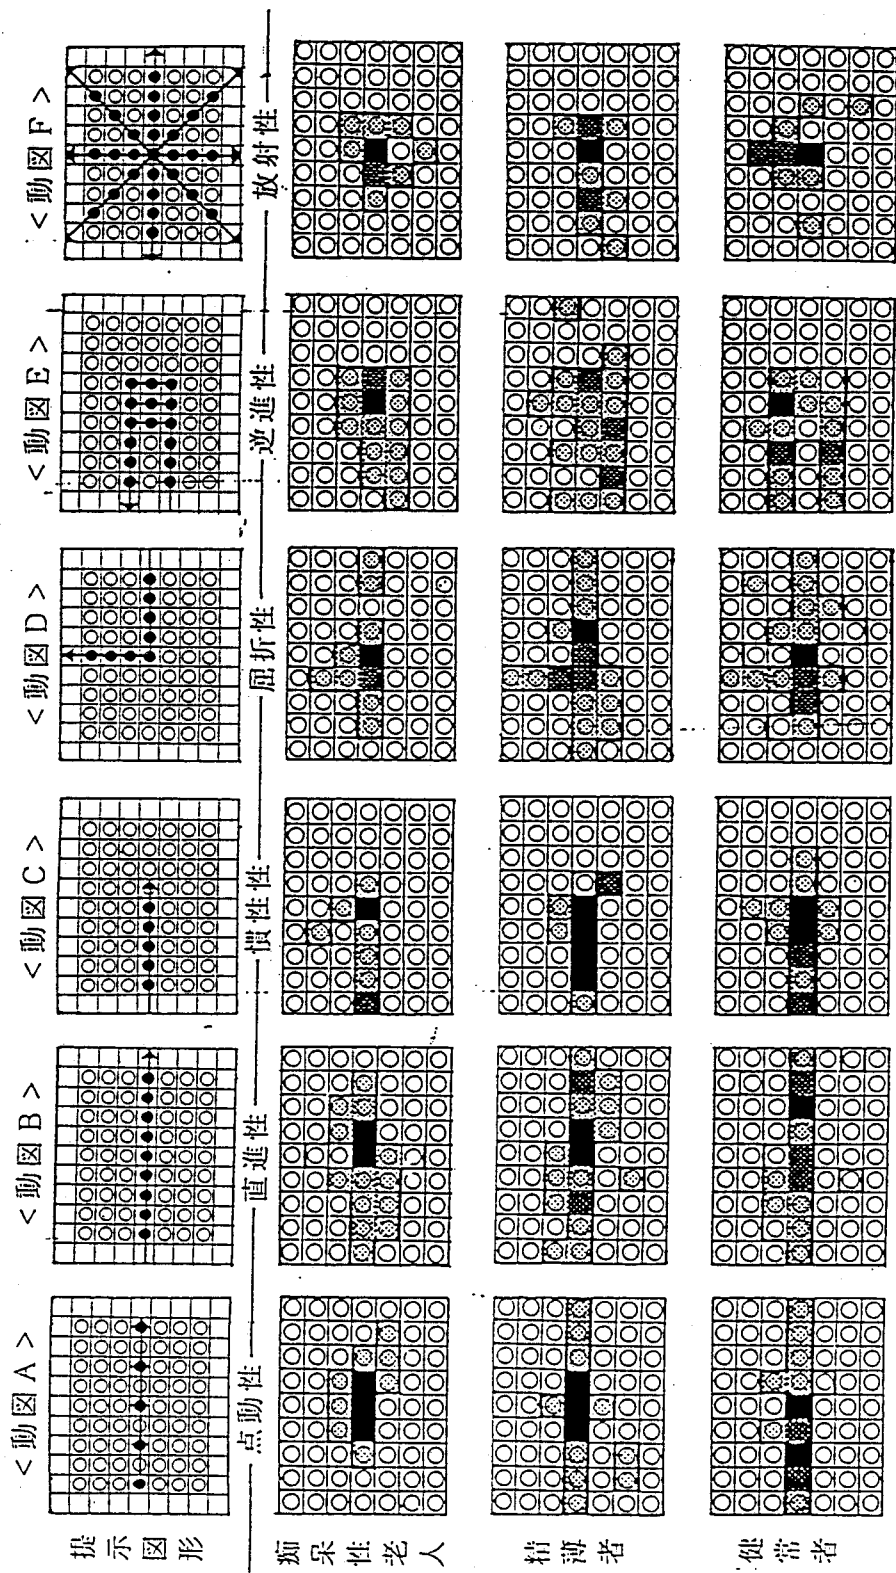 提示図形
<動図A>
<動図B>
<動図C>
<動図D>
<動図E>
<動図F>
点動性
直進性
慣性性
屈折性
逆進性
放射性
痴呆性老人
精薄者
健常者